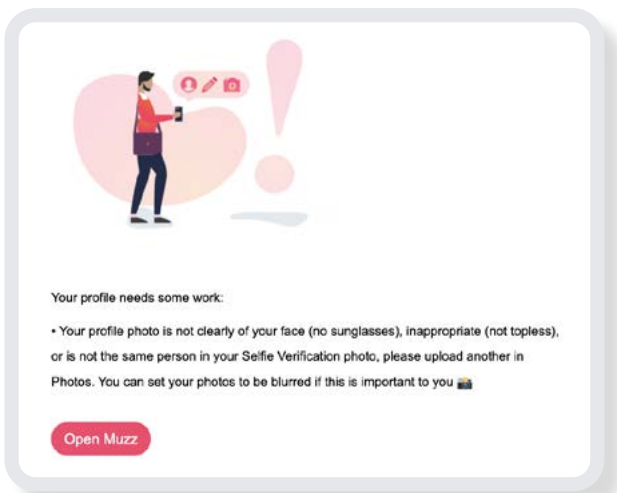 Your profile needs some work:
• Your profile photo is not clearly of your face (no sunglasses), inappropriate (not topless),
or is not the same person in your Selfie Verification photo, please upload another in
Photos. You can set your photos to be blurred if this is important to you 📸
Open Muzz